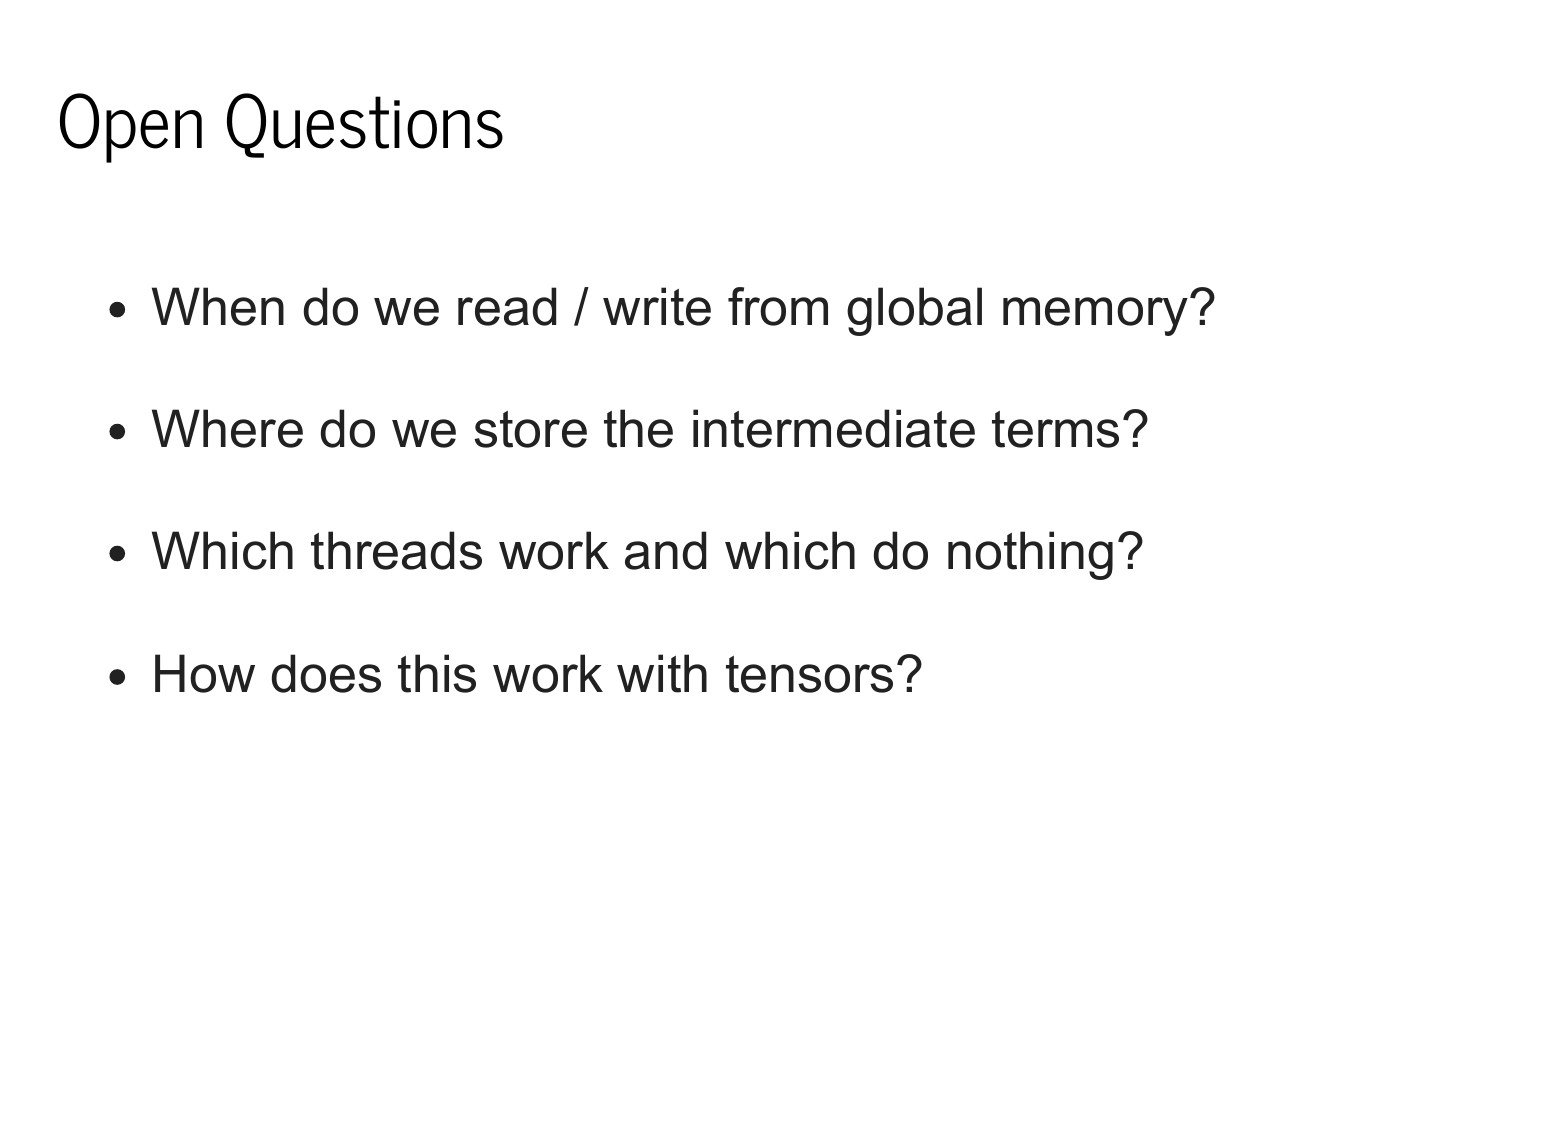 Open Questions
• When do we read / write from global memory?
• Where do we store the intermediate terms?
• Which threads work and which do nothing?
• How does this work with tensors?